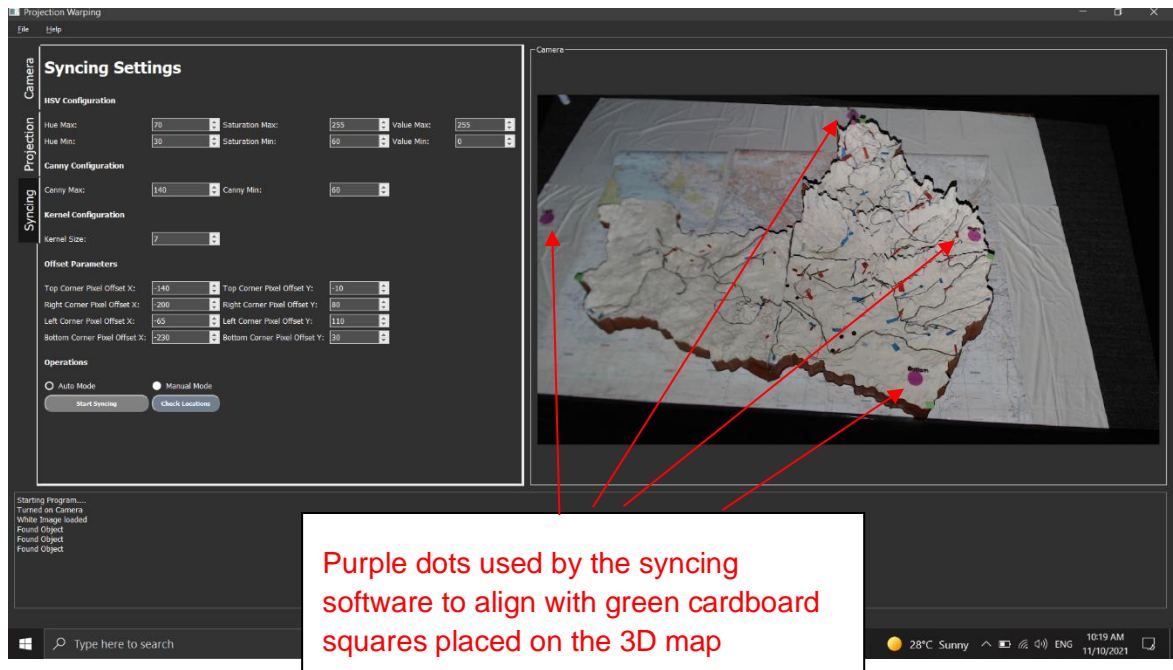 Projection Warping
File Help
Camera
Projection
Syncing
Syncing Settings
HSV Configuration
Hue Max: 70 Saturation Max: 255 Value Max: 255
Hue Min: 30 Saturation Min: 60 Value Min: 0
Canny Configuration
Canny Max: 140 Canny Min: 60
Kernel Configuration
Kernel Size: 7
Offset Parameters
Top Corner Pixel Offset X: -140 Top Corner Pixel Offset Y: -10
Right Corner Pixel Offset X: -200 Right Corner Pixel Offset Y: 80
Left Corner Pixel Offset X: -65 Left Corner Pixel Offset Y: 110
Bottom Corner Pixel Offset X: -230 Bottom Corner Pixel Offset Y: 30
Operations
Auto Mode Manual Mode
Start Syncing Check Locations
Camera
Bottom
Starting Program....
Turned on Camera
White Image loaded
Found Object
Found Object
Found Object
Purple dots used by the syncing
software to align with green cardboard
squares placed on the 3D map
Type here to search
28°C Sunny ENG 10:19 AM
11/10/2021